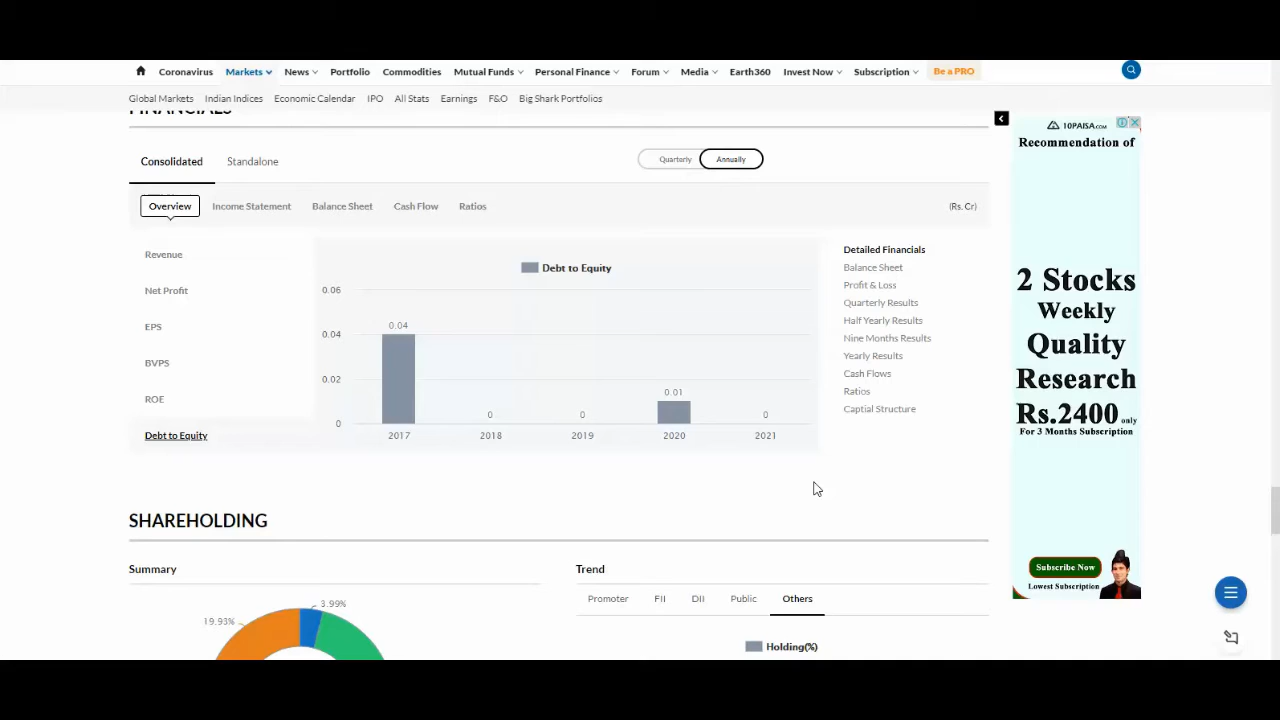 Coronavirus Markets News Portfolio Commodities Mutual Funds Personal Finance Forum Media Earth360 Invest Now Subscription Be a PRO
Global Markets Indian Indices Economic Calendar IPO All Stats Earnings F&O Big Shark Portfolios
FINANCIALS
Consolidated Standalone
Quarterly Annually
Overview Income Statement Balance Sheet Cash Flow Ratios (Rs. Cr)
Revenue
Net Profit
EPS
BVPS
ROE
Debt to Equity
Debt to Equity
0.06
0.04
0.02
0
0.04
0
0
0.01
0
2017 2018 2019 2020 2021
Detailed Financials
Balance Sheet
Profit & Loss
Quarterly Results
Half Yearly Results
Nine Months Results
Yearly Results
Cash Flows
Ratios
Captial Structure
10PAISA.COM
Recommendation of
2 Stocks
Weekly
Quality
Research
Rs.2400 only
For 3 Months Subscription
Subscribe Now
Lowest Subscription
SHAREHOLDING
Summary
3.99%
19.93%
Trend
Promoter FII DII Public Others
Holding(%)